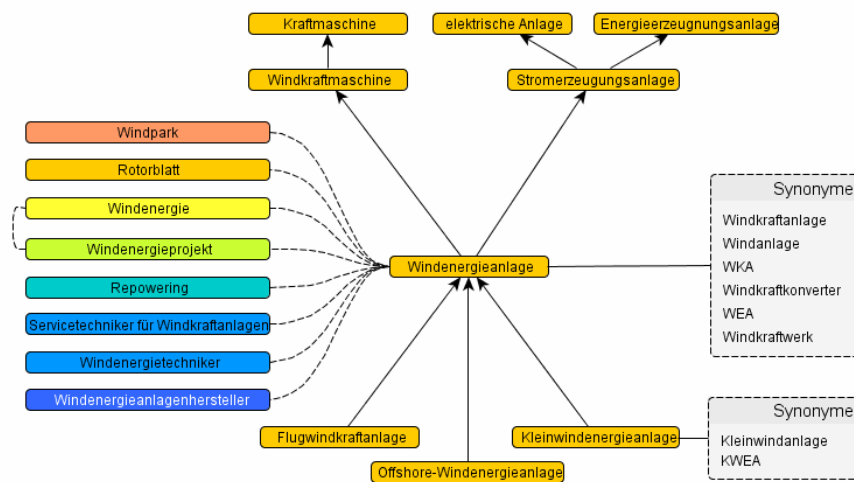 Kraftmaschine
elektrische Anlage
Energieerzeugnungsanlage
Windkraftmaschine
Stromerzeugungsanlage
Windpark
Rotorblatt
Windenergie
Windenergieprojekt
Repowering
Servicetechniker für Windkraftanlagen
Windenergietechniker
Windenergieanlagenhersteller
Windenergieanlage
Synonyme
Windkraftanlage
Windanlage
WKA
Windkraftkonverter
WEA
Windkraftwerk
Flugwindkraftanlage
Offshore-Windenergieanlage
Kleinwindenergieanlage
Synonyme
Kleinwindanlage
KWEA